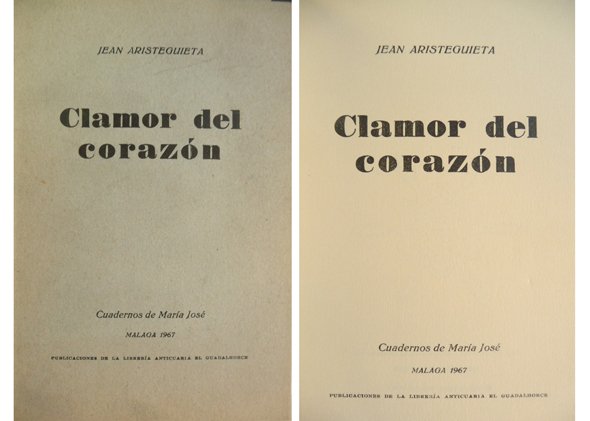 JEAN ARISTEGUIETA
Clamor del
corazón
Cuadernos de María José
MALAGA 1967
PUBLICACIONES DE LA LIBRERÍA ANTICUARIA EL GUADALHORCE
JEAN ARISTEGUIETA
Clamor del
corazón
Cuadernos de María José
MALAGA 1967
PUBLICACIONES DE LA LIBRERÍA ANTICUARIA EL GUADALHORCE